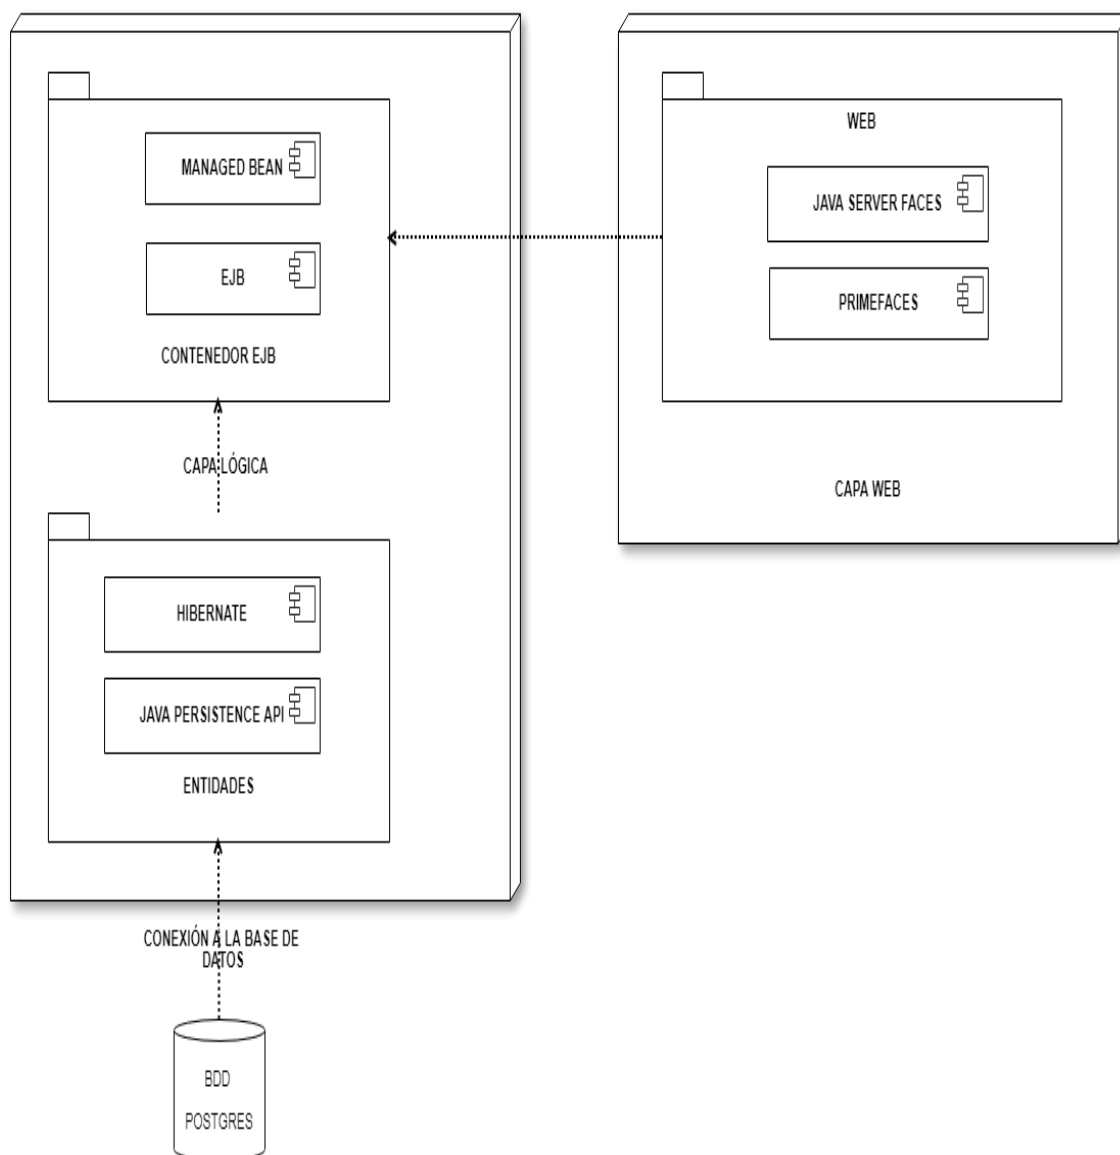 MANAGED BEAN
EJB
CONTENEDOR EJB
CAPA LÓGICA
HIBERNATE
JAVA PERSISTENCE API
ENTIDADES
CONEXIÓN A LA BASE DE
DATOS
BDD
POSTGRES
WEB
JAVA SERVER FACES
PRIMEFACES
CAPA WEB